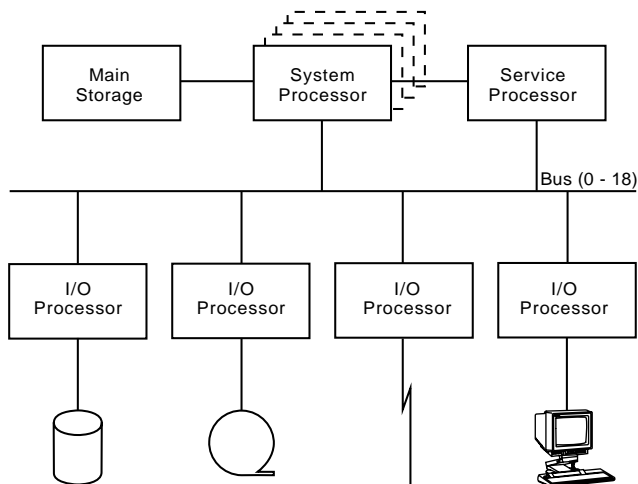 Main
Storage
System
Processor
Service
Processor
Bus (0 - 18)
I/O
Processor
I/O
Processor
I/O
Processor
I/O
Processor